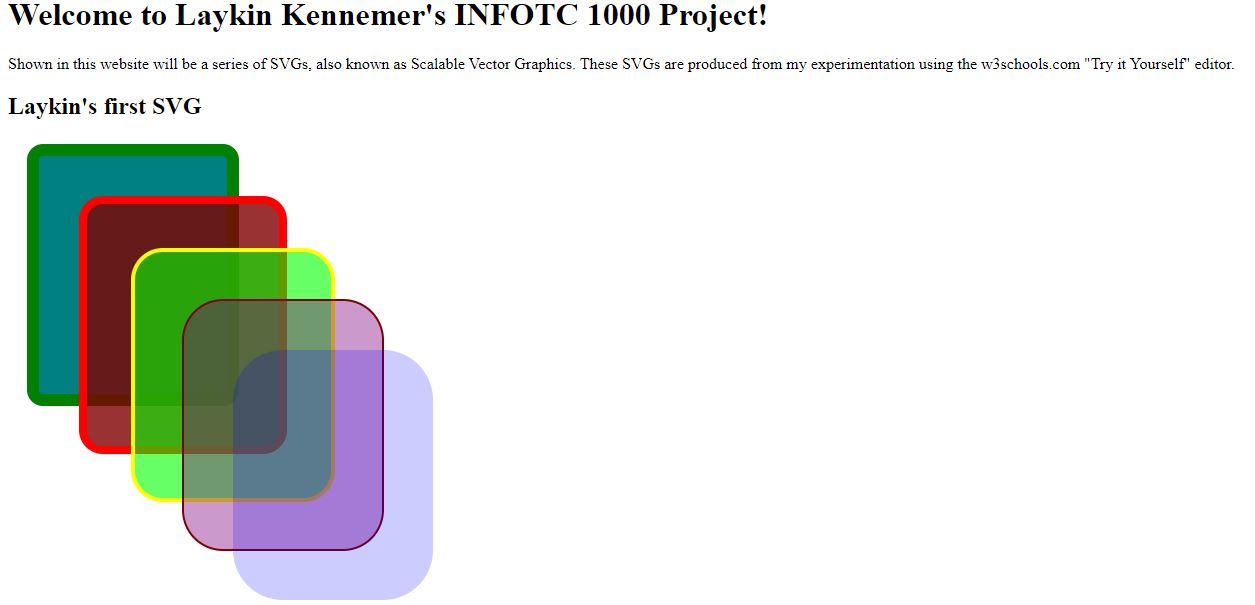 Welcome to Laykin Kennemer's INFOTC 1000 Project!
Shown in this website will be a series of SVGs, also known as Scalable Vector Graphics. These SVGs are produced from my experimentation using the w3schools.com "Try it Yourself" editor.
Laykin's first SVG